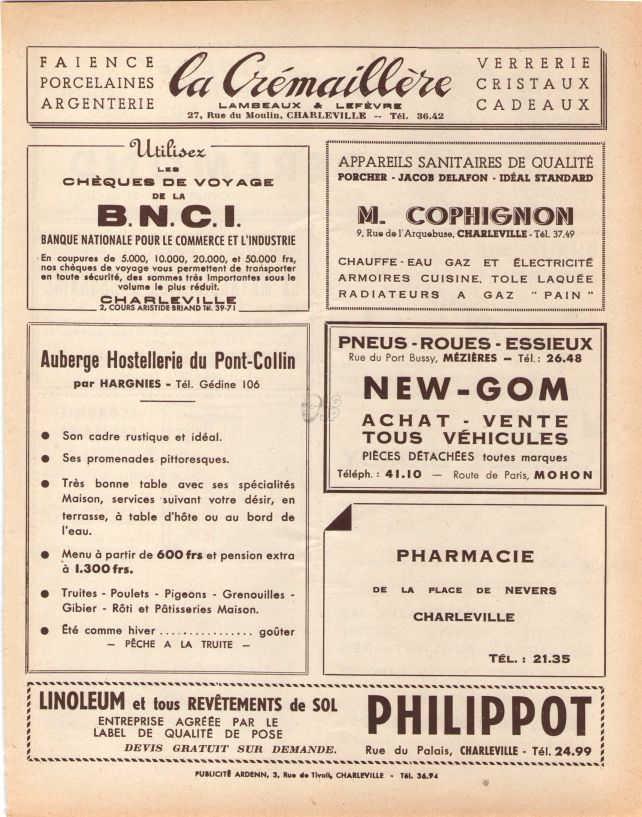 FAIENCE
PORCELAINES
ARGENTERIE
la Crémaillère
LAMBEAUX & LEFÈVRE
27, Rue du Moulin, CHARLEVILLE -- Tél. 36.42
VERRERIE
CRISTAUX
CADEAUX
Utilisez
LES
CHÈQUES DE VOYAGE
DE LA
B.N.C.I.
BANQUE NATIONALE POUR LE COMMERCE ET L'INDUSTRIE
En coupures de 5.000, 10.000, 20.000, et 50.000 frs,
nos chèques de voyage vous permettent de transporter
en toute sécurité, des sommes très importantes sous le
volume le plus réduit.
CHARLEVILLE
2, COURS ARISTIDE BRIAND Tél. 39-71
APPAREILS SANITAIRES DE QUALITÉ
PORCHER - JACOB DELAFON - IDÉAL STANDARD
M. COPHIGNON
9, Rue de l'Arquebuse, CHARLEVILLE - Tél. 37.49
CHAUFFE-EAU GAZ ET ÉLECTRICITÉ
ARMOIRES CUISINE, TOLE LAQUÉE
RADIATEURS A GAZ " PAIN "
Auberge Hostellerie du Pont-Collin
par HARGNIES - Tél. Gédine 106
● Son cadre rustique et idéal.
● Ses promenades pittoresques.
● Très bonne table avec ses spécialités
Maison, services suivant votre désir, en
terrasse, à table d'hôte ou au bord de
l'eau.
● Menu à partir de 600 frs et pension extra
à 1.300 frs.
● Truites - Poulets - Pigeons - Grenouilles -
Gibier - Rôti et Pâtisseries Maison.
● Été comme hiver ............... goûter
— PÊCHE A LA TRUITE —
PNEUS - ROUES - ESSIEUX
Rue du Port Bussy, MÉZIÈRES — Tél. : 26.48
NEW-GOM
ACHAT - VENTE
TOUS VÉHICULES
PIÈCES DÉTACHÉES toutes marques
Téléph. : 41.10 — Route de Paris, MOHON
PHARMACIE
DE LA PLACE DE NEVERS
CHARLEVILLE
TÉL. : 21.35
LINOLEUM et tous REVÊTEMENTS de SOL
ENTREPRISE AGRÉÉE PAR LE
LABEL DE QUALITÉ DE POSE
DEVIS GRATUIT SUR DEMANDE.
PHILIPPOT
Rue du Palais, CHARLEVILLE - Tél. 24.99
PUBLICITÉ ARDENN, 3, Rue de Tivoli, CHARLEVILLE - Tél. 36.94